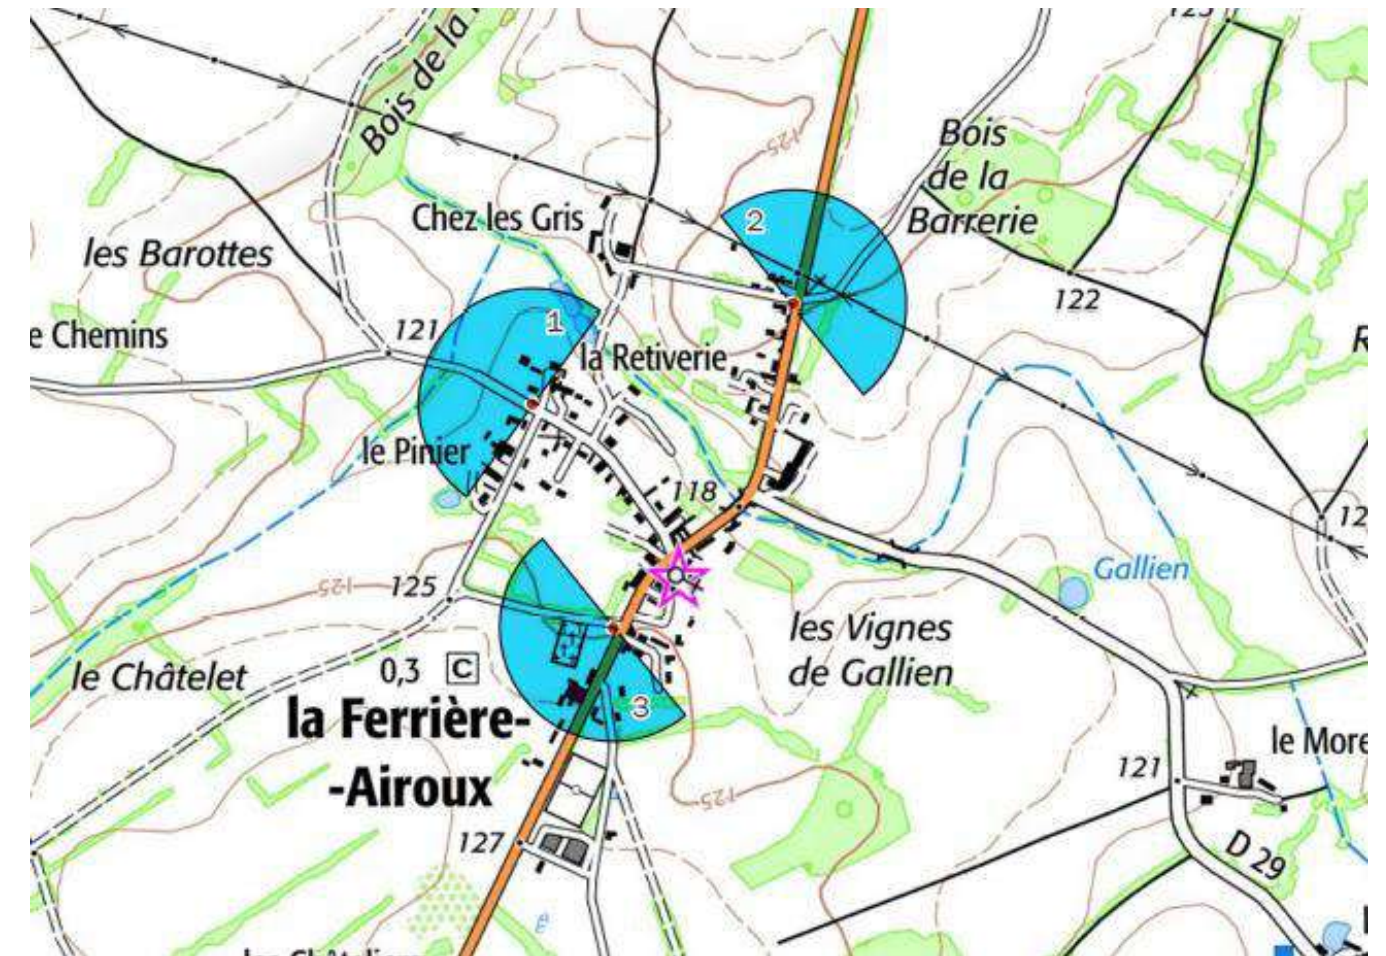 Bois de la
125
Bois
de la
Barrerie
Chez les Gris
2
les Barottes
122
e Chemins
121
1
la Retiverie
R
le Pinier
118
12
Gallien
125
125
les Vignes
de Gallien
le Châtelet
0,3 C
la Ferrière-
-Airoux
3
le More
121
125
127
D 29